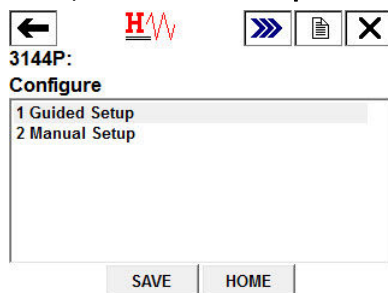 H
3144P:
Configure
1 Guided Setup
2 Manual Setup
SAVE HOME